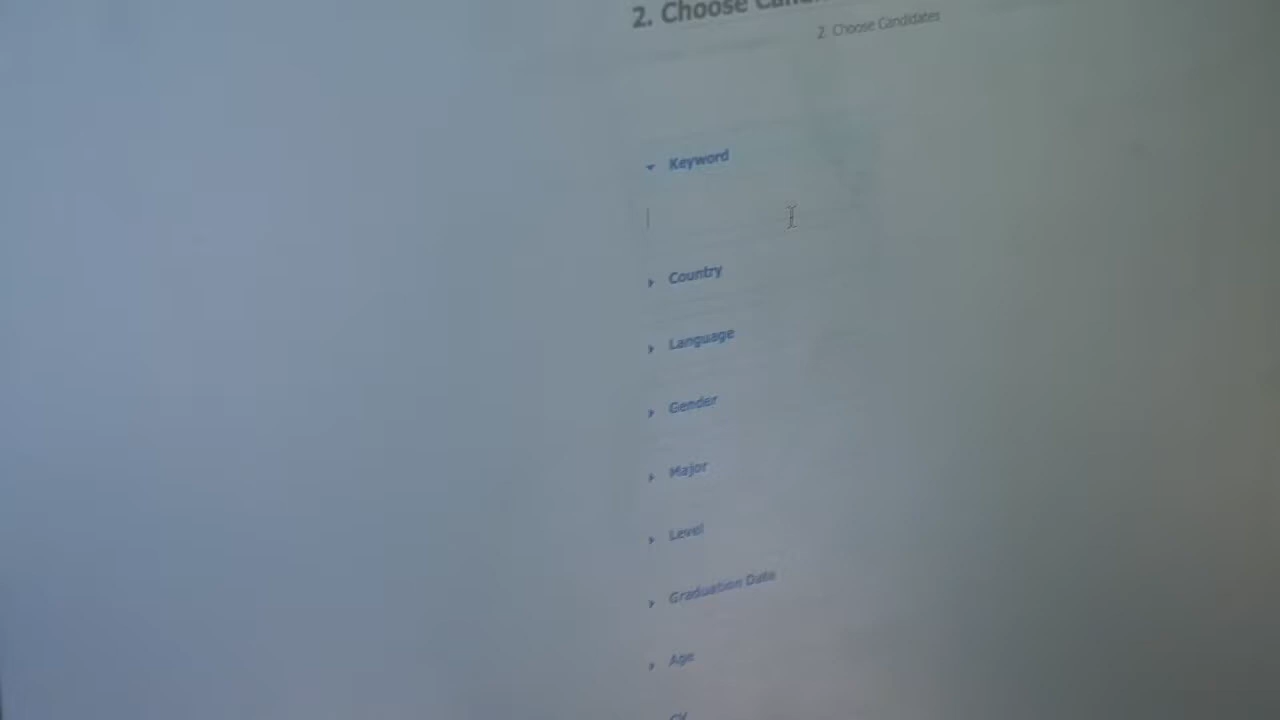 2. Choose
2. Choose Candidates
Keyword
Country
Language
Gender
Major
Level
Graduation Date
Age